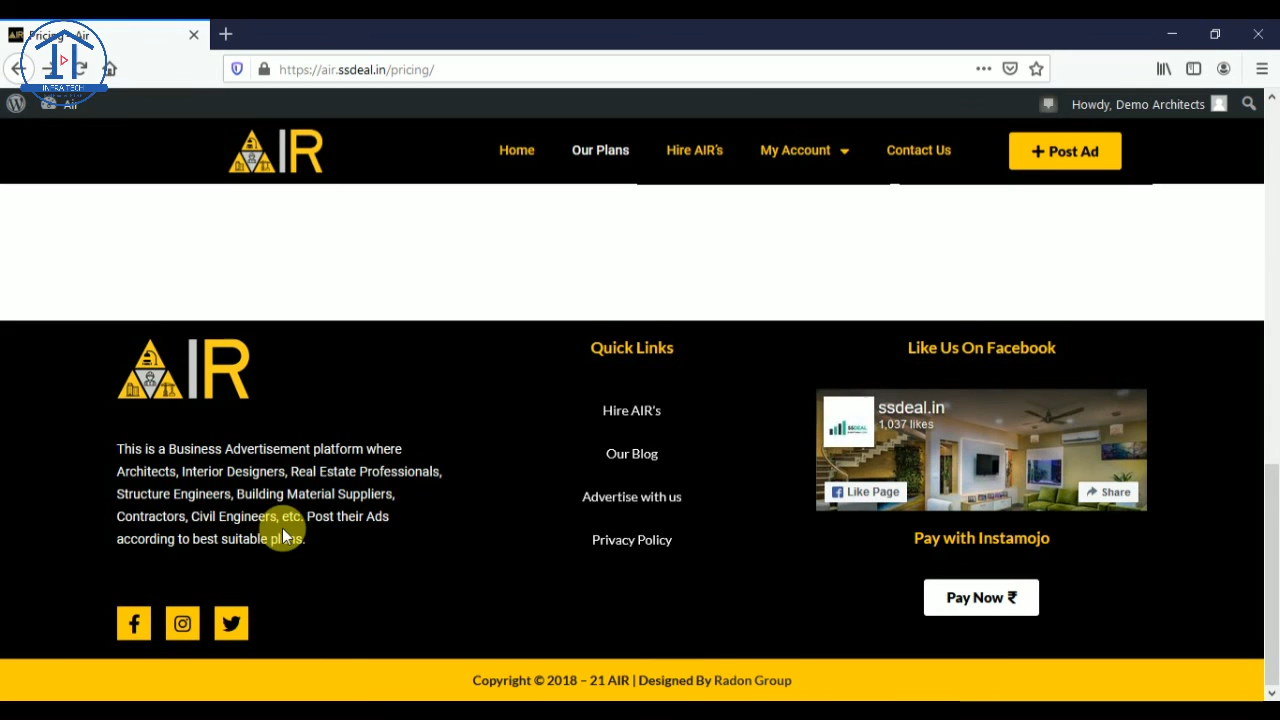 Pricing - Air
https://air.ssdeal.in/pricing/
INFRA TECH
Air
Howdy, Demo Architects
AIR
Home
Our Plans
Hire AIR's
My Account
Contact Us
+ Post Ad
AIR
This is a Business Advertisement platform where
Architects, Interior Designers, Real Estate Professionals,
Structure Engineers, Building Material Suppliers,
Contractors, Civil Engineers, etc. Post their Ads
according to best suitable plans.
Quick Links
Hire AIR's
Our Blog
Advertise with us
Privacy Policy
Like Us On Facebook
SSDEAL
ssdeal.in
1,037 likes
Like Page
Share
Pay with Instamojo
Pay Now ₹
Copyright © 2018 – 21 AIR | Designed By Radon Group